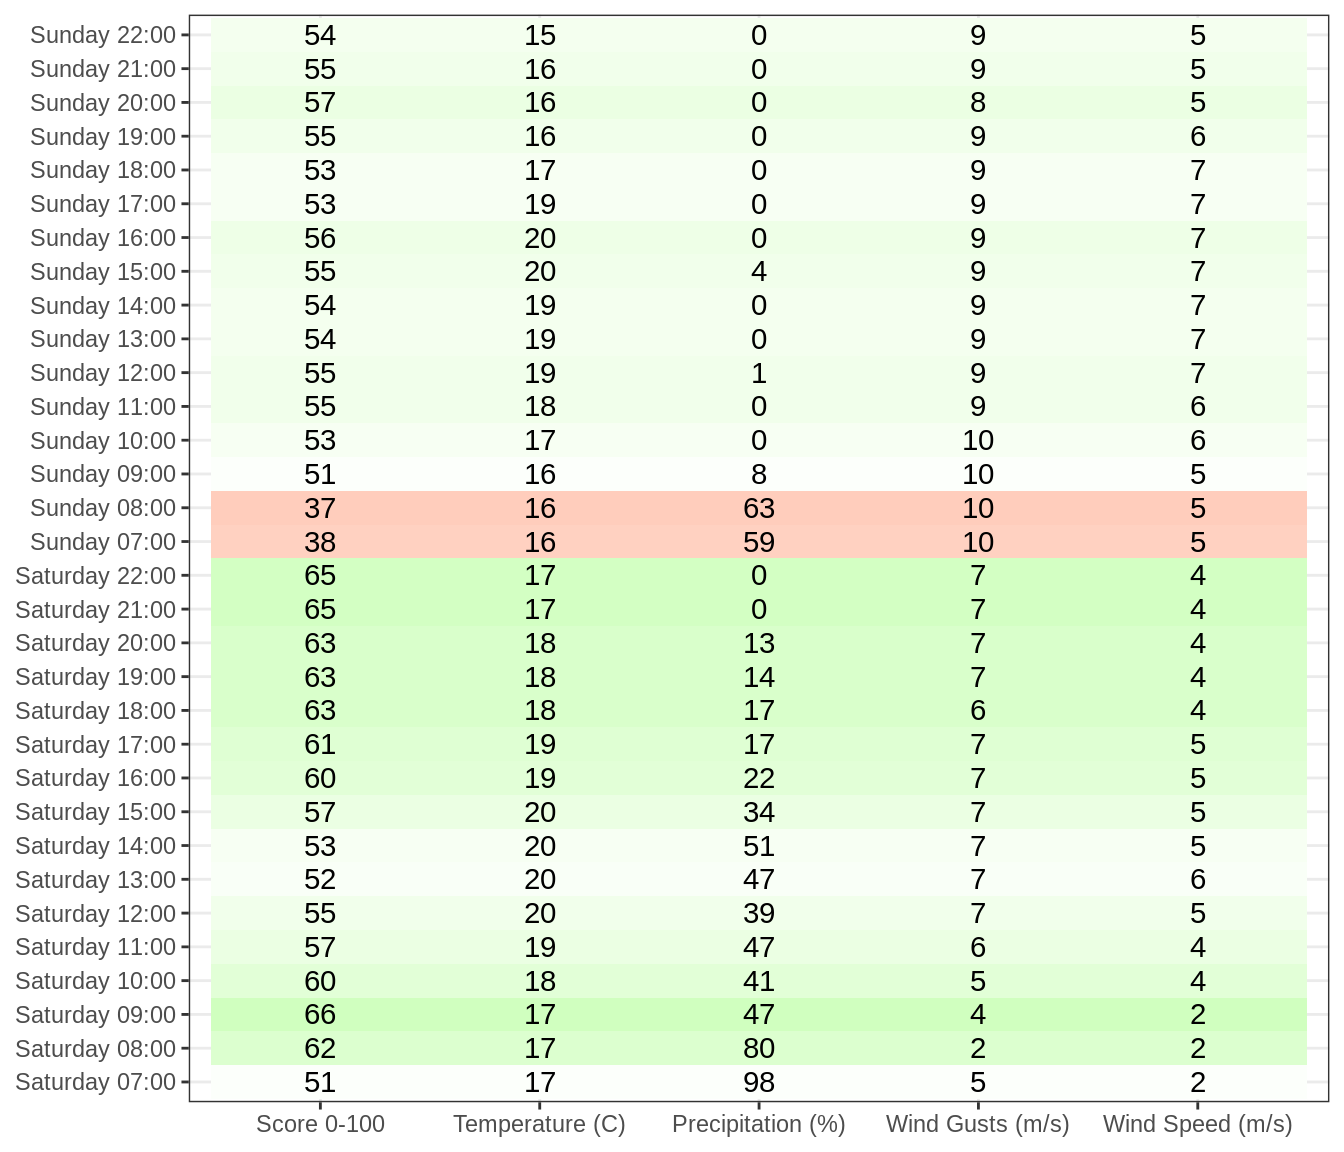 Sunday 22:00 54 15 0 9 5
Sunday 21:00 55 16 0 9 5
Sunday 20:00 57 16 0 8 5
Sunday 19:00 55 16 0 9 6
Sunday 18:00 53 17 0 9 7
Sunday 17:00 53 19 0 9 7
Sunday 16:00 56 20 0 9 7
Sunday 15:00 55 20 4 9 7
Sunday 14:00 54 19 0 9 7
Sunday 13:00 54 19 0 9 7
Sunday 12:00 55 19 1 9 7
Sunday 11:00 55 18 0 9 6
Sunday 10:00 53 17 0 10 6
Sunday 09:00 51 16 8 10 5
Sunday 08:00 37 16 63 10 5
Sunday 07:00 38 16 59 10 5
Saturday 22:00 65 17 0 7 4
Saturday 21:00 65 17 0 7 4
Saturday 20:00 63 18 13 7 4
Saturday 19:00 63 18 14 7 4
Saturday 18:00 63 18 17 6 4
Saturday 17:00 61 19 17 7 5
Saturday 16:00 60 19 22 7 5
Saturday 15:00 57 20 34 7 5
Saturday 14:00 53 20 51 7 5
Saturday 13:00 52 20 47 7 6
Saturday 12:00 55 20 39 7 5
Saturday 11:00 57 19 47 6 4
Saturday 10:00 60 18 41 5 4
Saturday 09:00 66 17 47 4 2
Saturday 08:00 62 17 80 2 2
Saturday 07:00 51 17 98 5 2
Score 0-100 Temperature (C) Precipitation (%) Wind Gusts (m/s) Wind Speed (m/s)